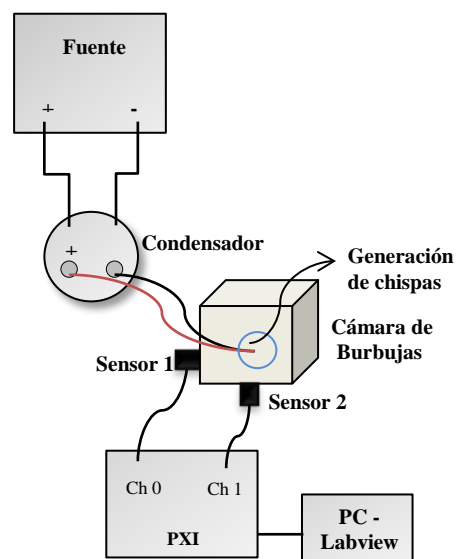 Fuente
+ -
Condensador
+
Generación
de chispas
Cámara de
Burbujas
Sensor 1
Sensor 2
Ch 0 Ch 1
PXI
PC -
Labview